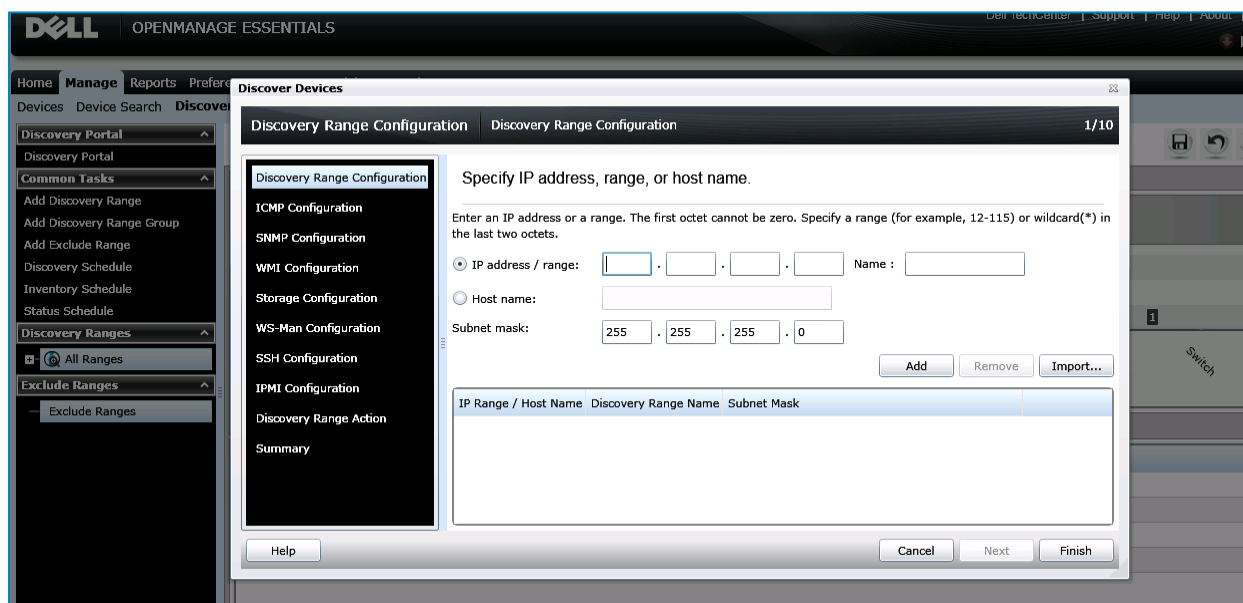 Dell TechCenter | Support | Help | About
DELL OPENMANAGE ESSENTIALS
Home Manage Reports
Devices Device Search
Discovery Portal
Discovery Portal
Common Tasks
Add Discovery Range
Add Discovery Range Group
Add Exclude Range
Discovery Schedule
Inventory Schedule
Status Schedule
Discovery Ranges
All Ranges
Exclude Ranges
Exclude Ranges
Discover Devices
Discovery Range Configuration Discovery Range Configuration 1/10
Discovery Range Configuration
ICMP Configuration
SNMP Configuration
WMI Configuration
Storage Configuration
WS-Man Configuration
SSH Configuration
IPMI Configuration
Discovery Range Action
Summary
Specify IP address, range, or host name.
Enter an IP address or a range. The first octet cannot be zero. Specify a range (for example, 12-115) or wildcard(*) in
the last two octets.
IP address / range: . . . Name :
Host name:
Subnet mask: 255 . 255 . 255 . 0
Add Remove Import...
IP Range / Host Name Discovery Range Name Subnet Mask
Help Cancel Next Finish
1
Switch